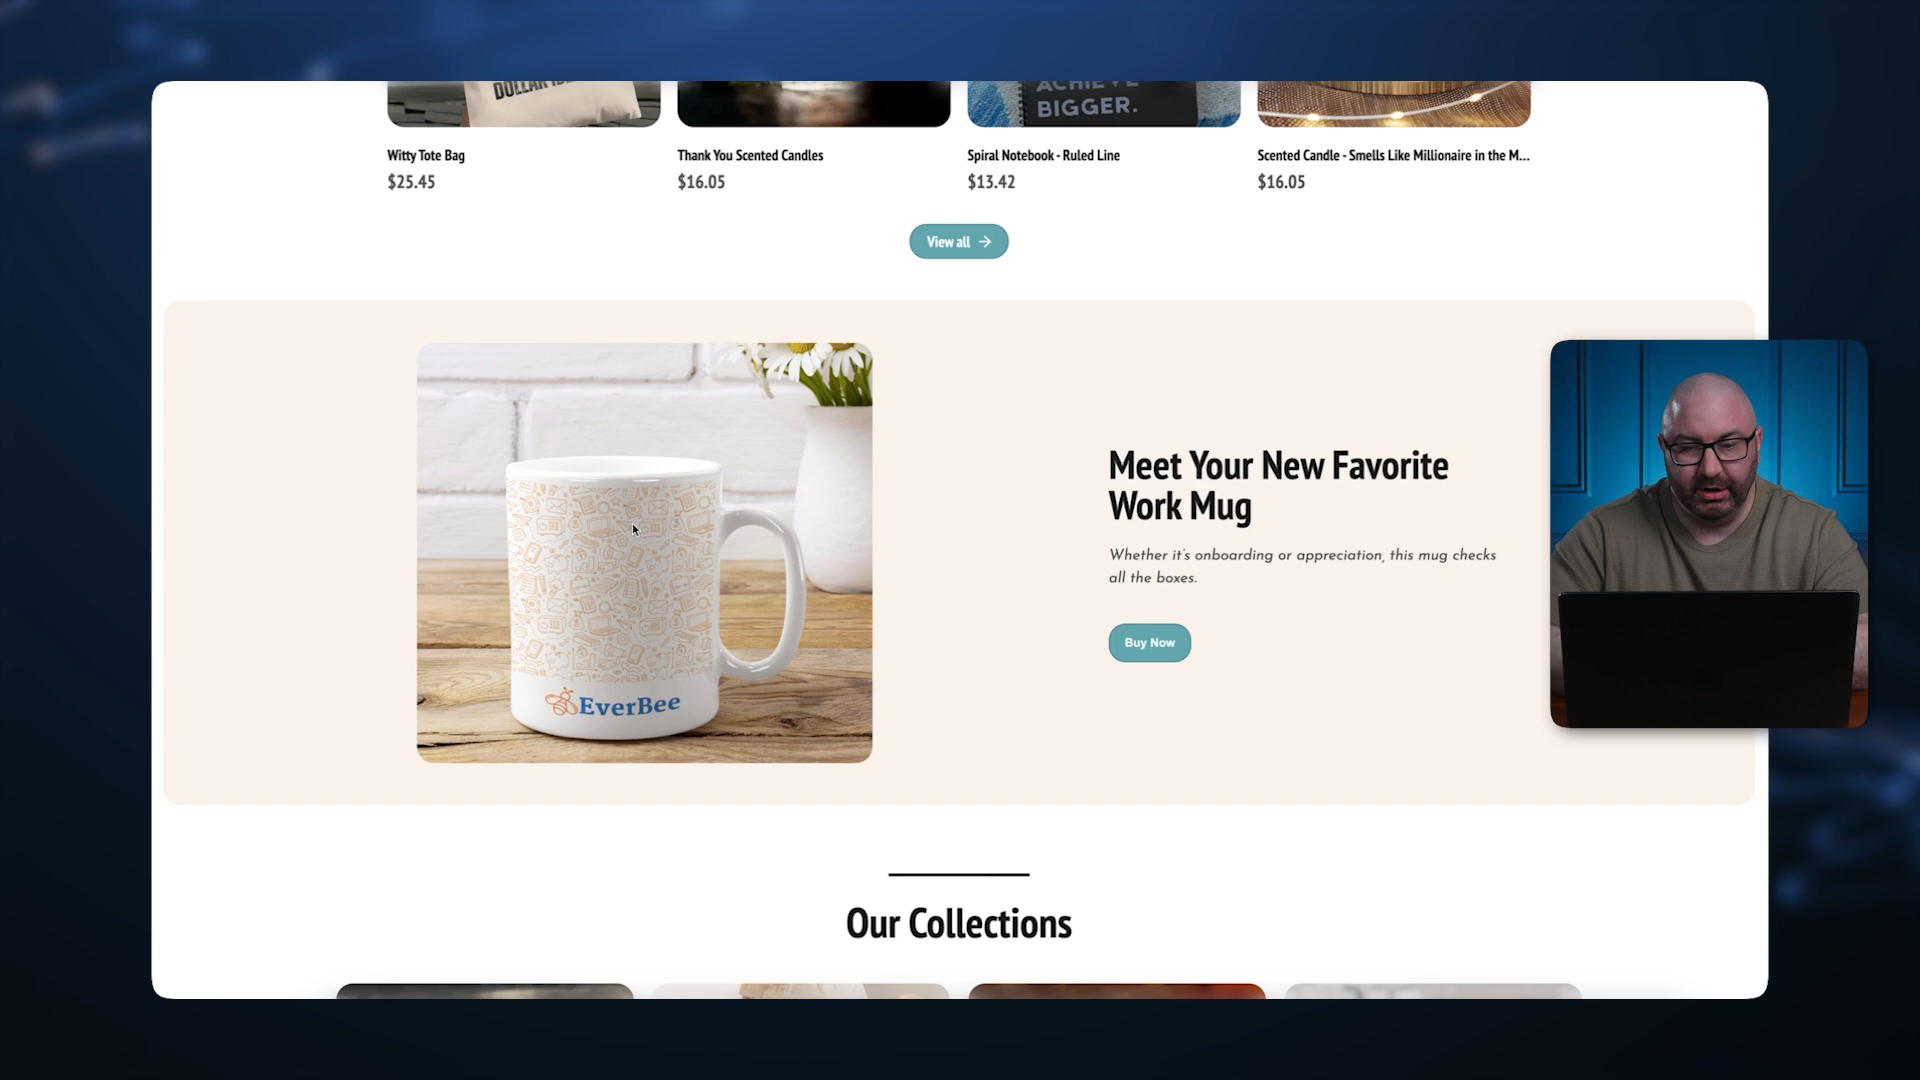 ACHIEVE
BIGGER.
Witty Tote Bag
$25.45
Thank You Scented Candles
$16.05
Spiral Notebook - Ruled Line
$13.42
Scented Candle - Smells Like Millionaire in the M...
$16.05
View all
Meet Your New Favorite
Work Mug
Whether it's onboarding or appreciation, this mug checks
all the boxes.
Buy Now
EverBee
Our Collections